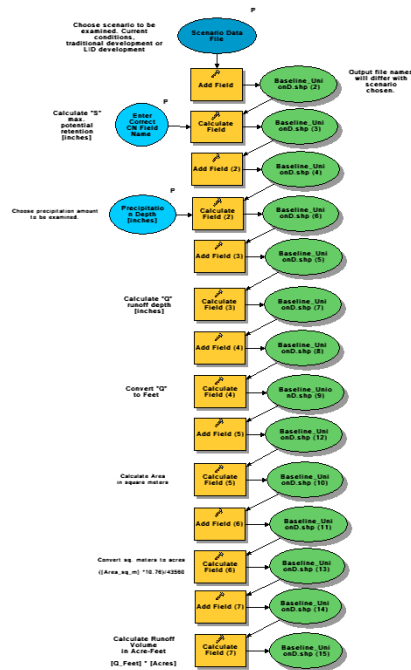 P
Choose scenario to be
examined. Current
conditions,
traditional development or
LID development
Scenario Data
File
Add Field
Baseline_Uni
onD.shp (2)
Output file names
will differ with
scenario
chosen.
P
Calculate "S"
max.
potential
retention
[inches]
Enter
Correct
CN Field
Name
Calculate
Field
Baseline_Uni
onD.shp (3)
Add Field (2)
Baseline_Uni
onD.shp (4)
P
Choose precipitation amount
to be examined.
Precipitatio
n Depth
[inches]
Calculate
Field (2)
Baseline_Uni
onD.shp (6)
Add Field (3)
Baseline_Uni
onD.shp (5)
Calculate "Q"
runoff depth
[inches]
Calculate
Field (3)
Baseline_Uni
onD.shp (7)
Add Field (4)
Baseline_Uni
onD.shp (8)
Convert "Q"
to Feet
Calculate
Field (4)
Baseline_Unio
nD.shp (9)
Add Field (5)
Baseline_Uni
onD.shp (12)
Calculate Area
in square meters
Calculate
Field (5)
Baseline_Uni
onD.shp (10)
Add Field (6)
Baseline_Uni
onD.shp (11)
Convert sq. meters to acres
([Area_sq_m] *10.76)/43560
Calculate
Field (6)
Baseline_Uni
onD.shp (13)
Add Field (7)
Baseline_Uni
onD.shp (14)
Calculate Runoff
Volume
in Acre-Feet
[Q_Feet] * [Acres]
Calculate
Field (7)
Baseline_Uni
onD.shp (15)